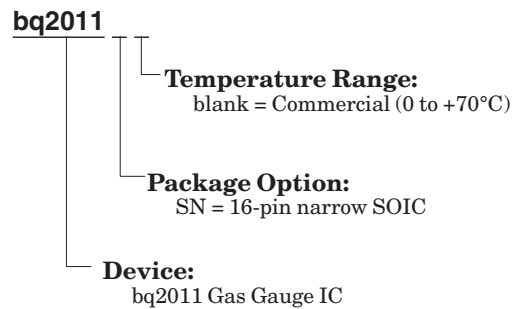 bq2011
Temperature Range:
blank = Commercial (0 to +70°C)
Package Option:
SN = 16-pin narrow SOIC
Device:
bq2011 Gas Gauge IC